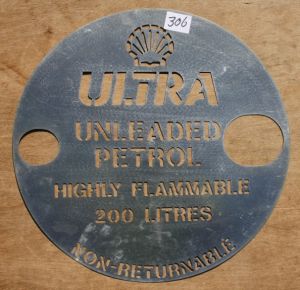 306
ULTRA
UNLEADED
PETROL
HIGHLY FLAMMABLE
200 LITRES
NON-RETURNABLE